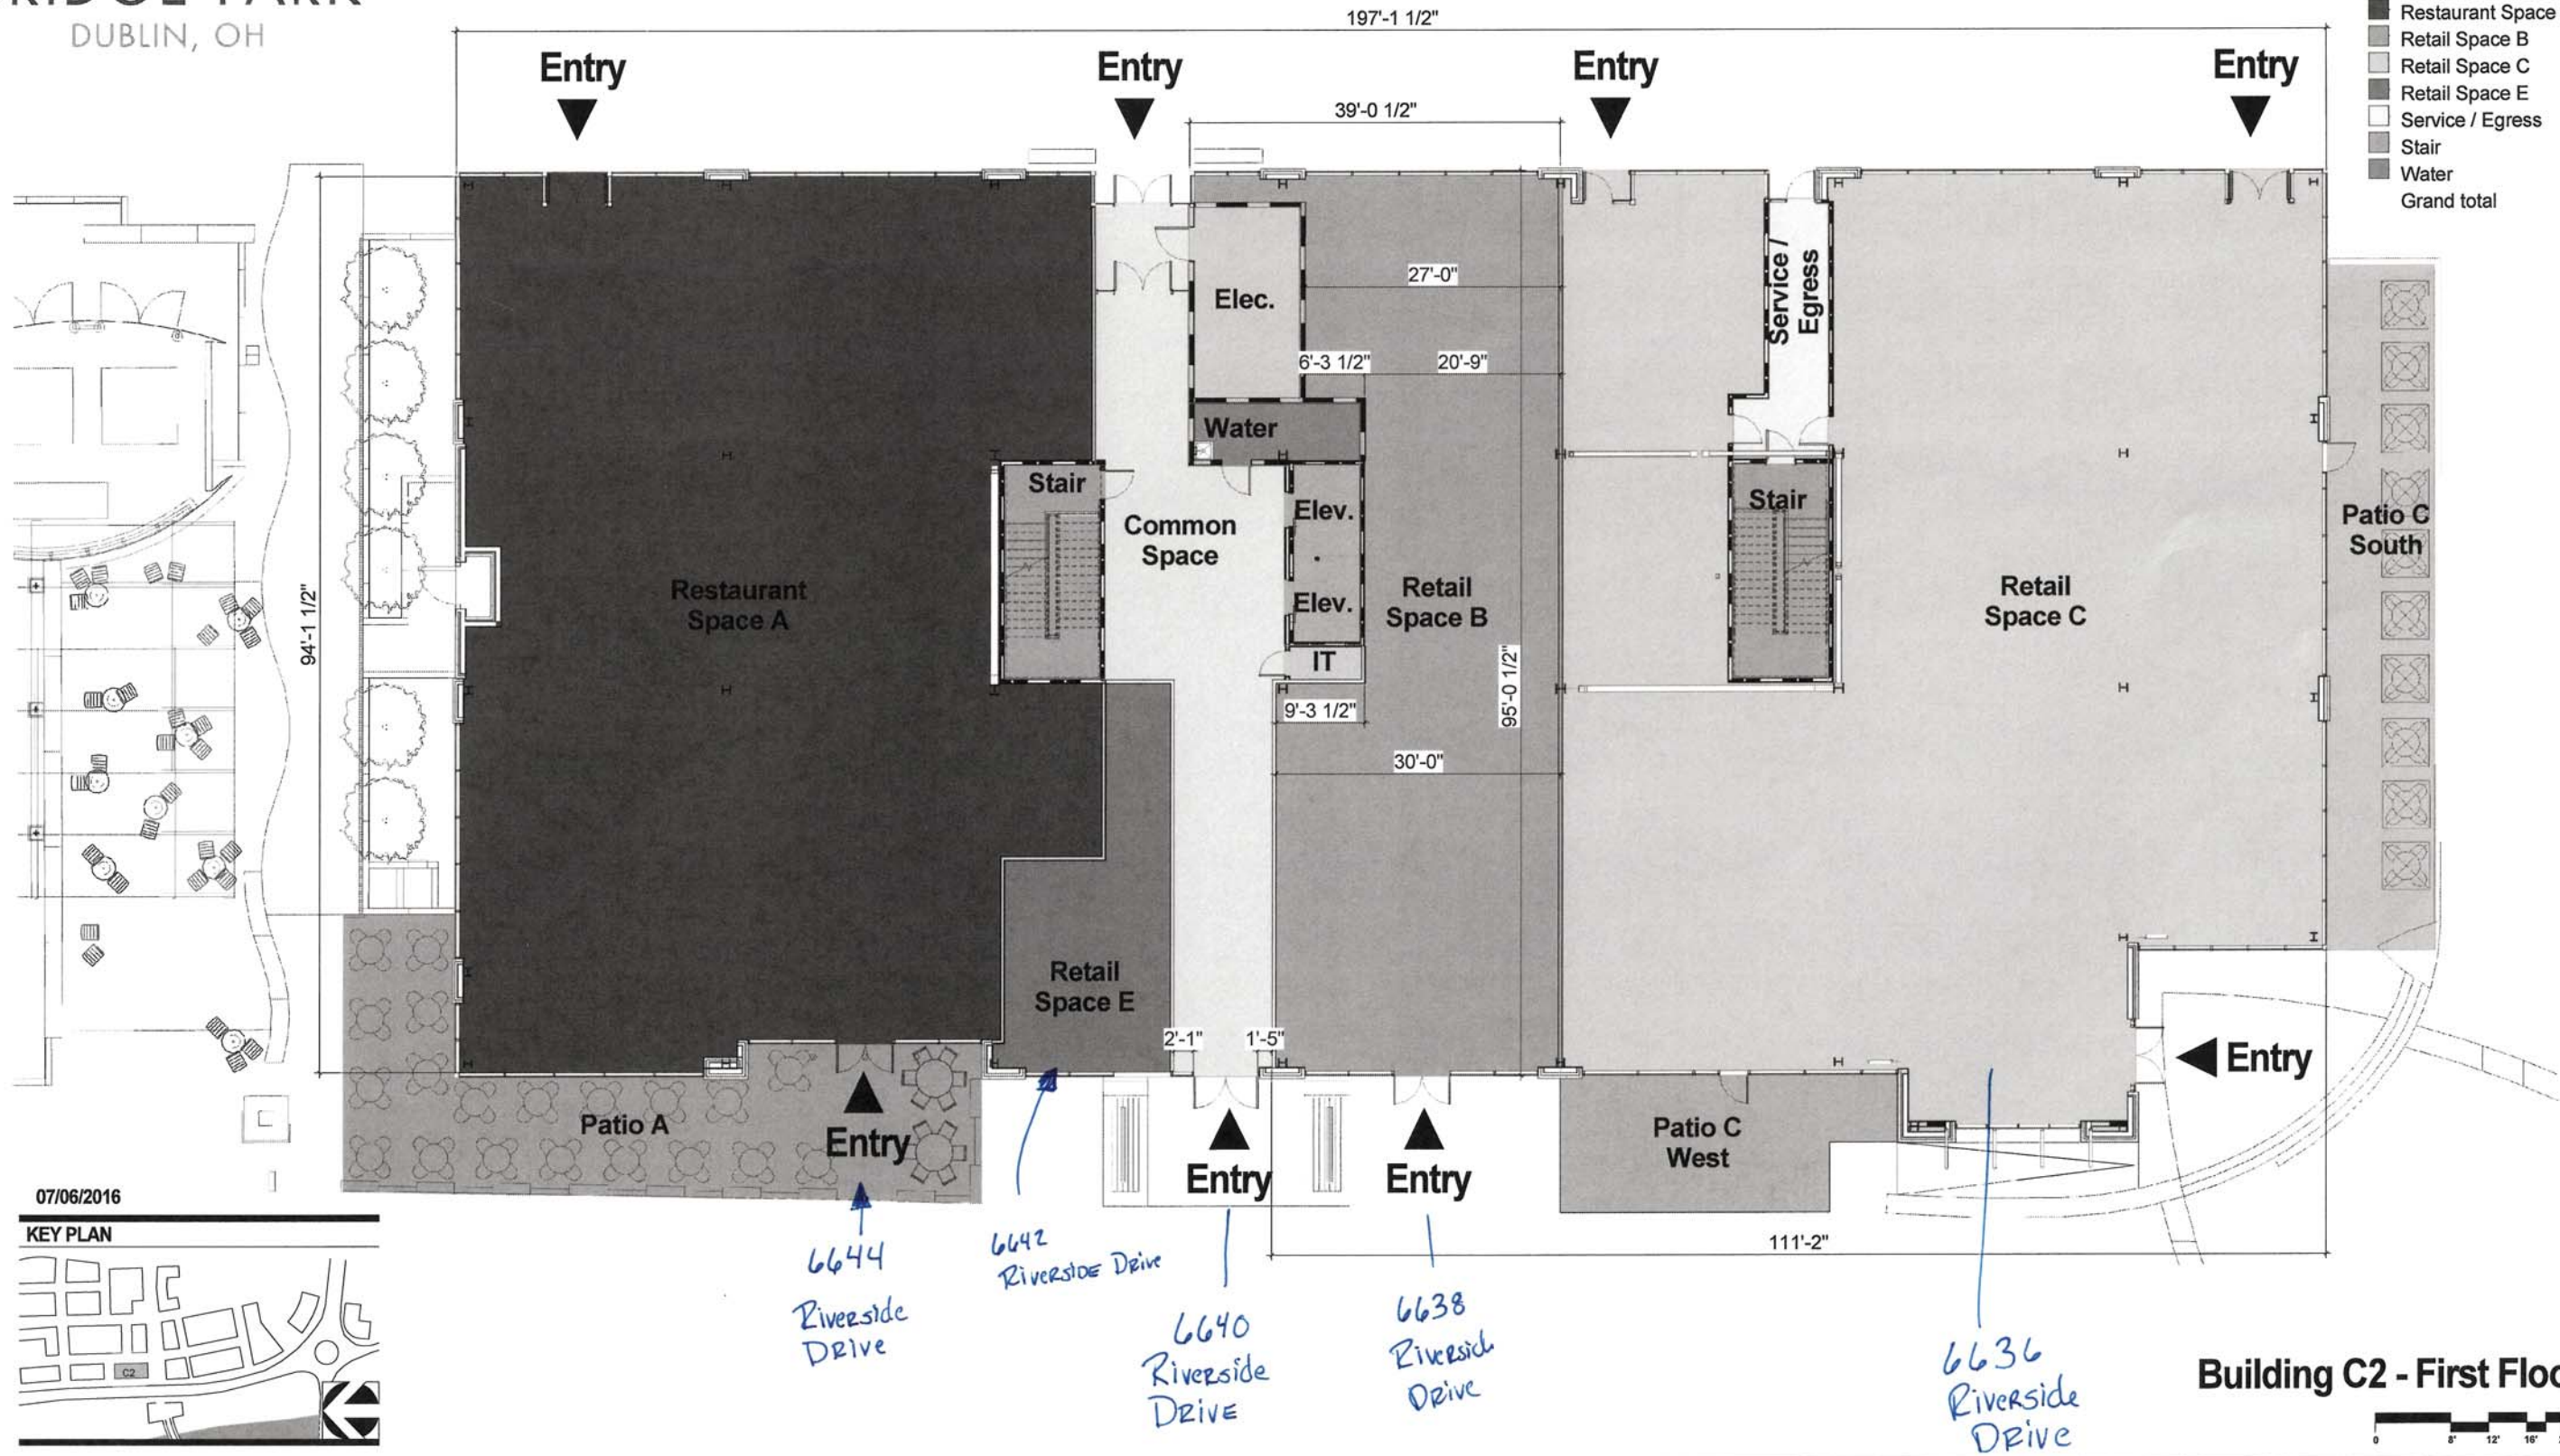 DUBLIN, OH
197'-1 1/2"
Restaurant Space
Retail Space B
Retail Space C
Retail Space E
Service / Egress
Stair
Water
Grand total
Entry
Entry
Entry
Entry
39'-0 1/2"
27'-0"
6'-3 1/2"
20'-9"
Elec.
Service /
Egress
Water
Stair
Common
Space
Elev.
Elev.
IT
Stair
Restaurant
Space A
Retail
Space B
Retail
Space C
Patio C
South
94'-1 1/2"
95'-0 1/2"
9'-3 1/2"
30'-0"
Retail
Space E
2'-1"
1'-5"
Entry
Patio A
Entry
Entry
Entry
Patio C
West
111'-2"
07/06/2016
KEY PLAN
C2
6644
Riverside
Drive
6642
Riverside Drive
6640
Riverside
Drive
6638
Riverside
Drive
6636
Riverside
Drive
Building C2 - First Floo
0 8' 12' 16'